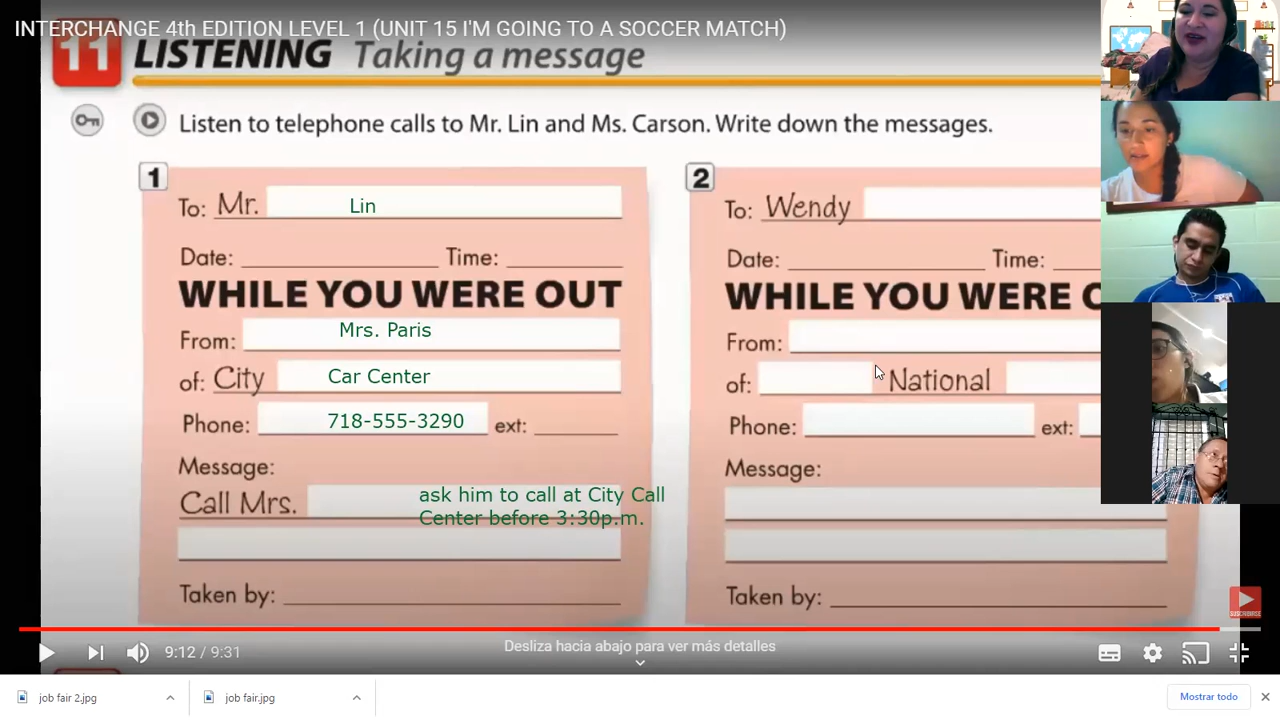 INTERCHANGE 4th EDITION LEVEL 1 (UNIT 15 I'M GOING TO A SOCCER MATCH)
11 LISTENING Taking a message
Listen to telephone calls to Mr. Lin and Ms. Carson. Write down the messages.
1
To: Mr. Lin
Date: Time:
WHILE YOU WERE OUT
From: Mrs. Paris
of: City Car Center
Phone: 718-555-3290 ext:
Message:
Call Mrs. ask him to call at City Call
Center before 3:30p.m.
Taken by:
2
To: Wendy
Date: Time:
WHILE YOU WERE O
From:
of: National
Phone: ext:
Message:
Taken by:
SUSCRIBIRSE
9:12 / 9:31
Desliza hacia abajo para ver más detalles
job fair 2.jpg
job fair.jpg
Mostrar todo